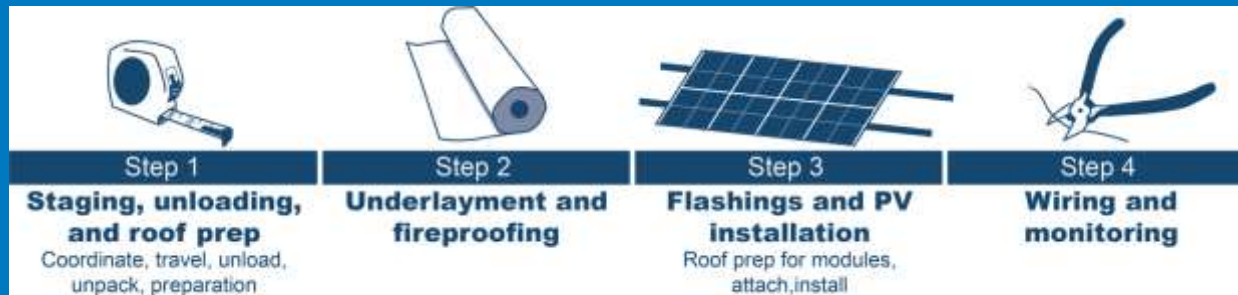 Step 1
Staging, unloading,
and roof prep
Coordinate, travel, unload,
unpack, preparation
Step 2
Underlayment and
fireproofing
Step 3
Flashings and PV
installation
Roof prep for modules,
attach,install
Step 4
Wiring and
monitoring